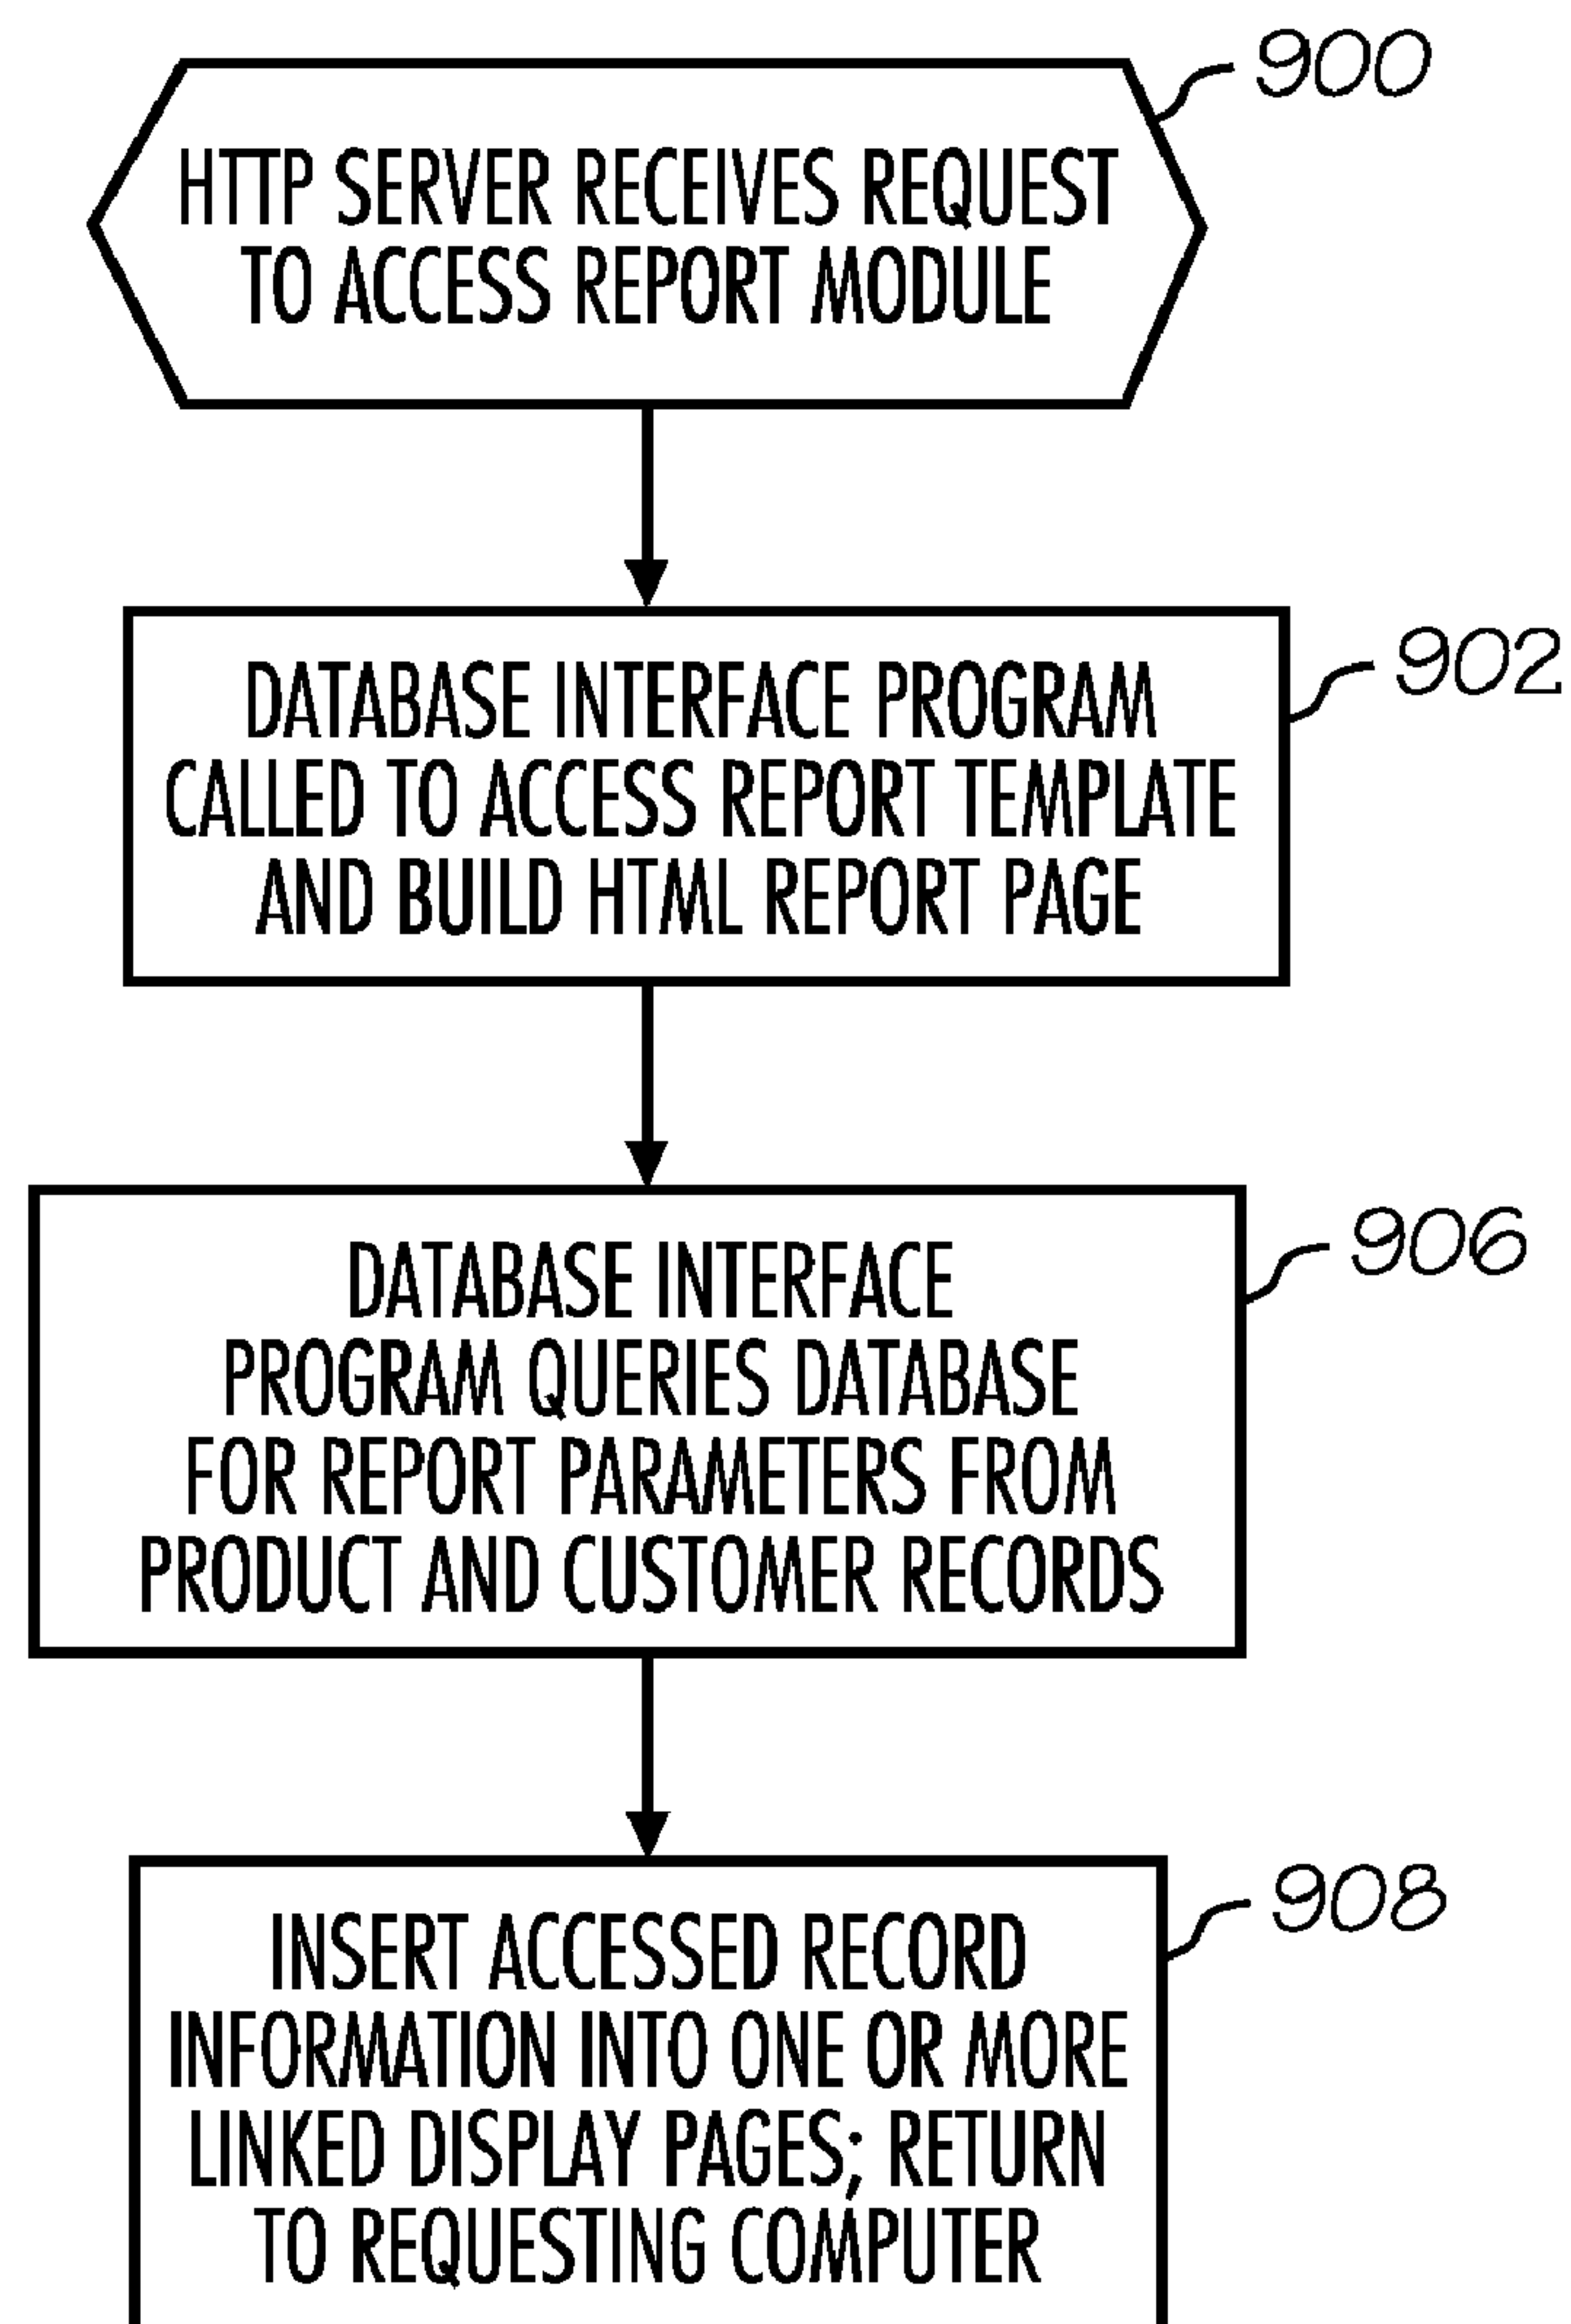 900
HTTP SERVER RECEIVES REQUEST
TO ACCESS REPORT MODULE
902
DATABASE INTERFACE PROGRAM
CALLED TO ACCESS REPORT TEMPLATE
AND BUILD HTML REPORT PAGE
906
DATABASE INTERFACE
PROGRAM QUERIES DATABASE
FOR REPORT PARAMETERS FROM
PRODUCT AND CUSTOMER RECORDS
908
INSERT ACCESSED RECORD
INFORMATION INTO ONE OR MORE
LINKED DISPLAY PAGES; RETURN
TO REQUESTING COMPUTER